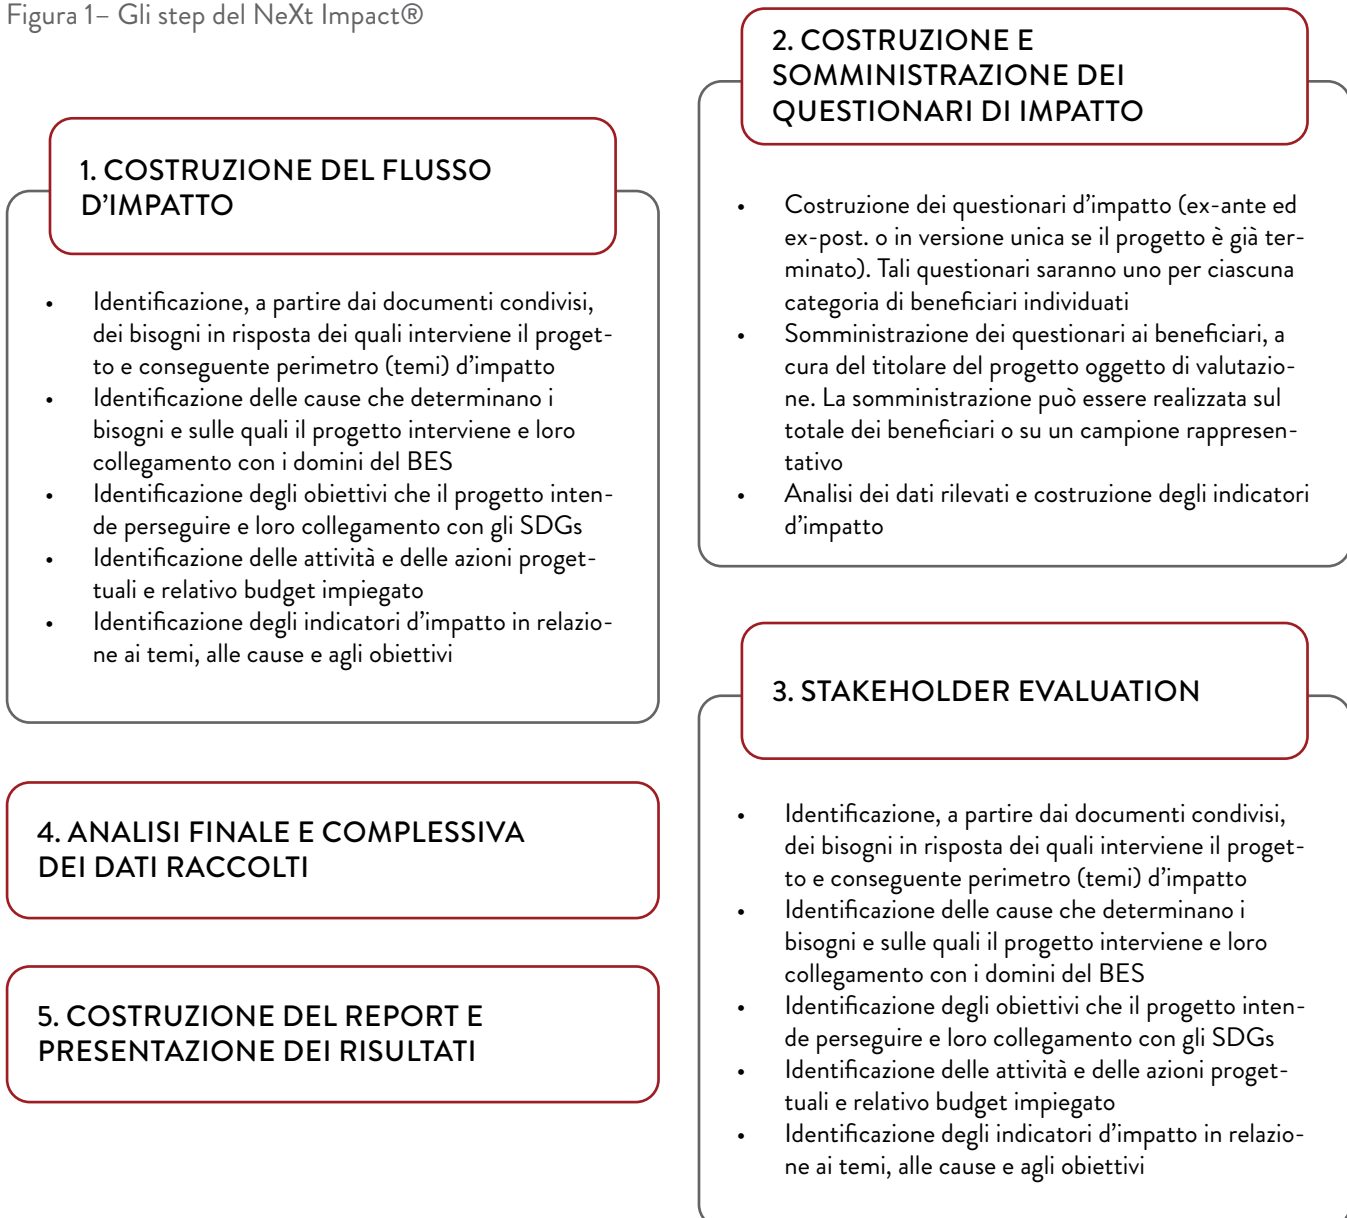 Figura 1– Gli step del NeXt Impact®
1. COSTRUZIONE DEL FLUSSO
D’IMPATTO
• Identificazione, a partire dai documenti condivisi,
dei bisogni in risposta dei quali interviene il proget-
to e conseguente perimetro (temi) d’impatto
• Identificazione delle cause che determinano i
bisogni e sulle quali il progetto interviene e loro
collegamento con i domini del BES
• Identificazione degli obiettivi che il progetto inten-
de perseguire e loro collegamento con gli SDGs
• Identificazione delle attività e delle azioni proget-
tuali e relativo budget impiegato
• Identificazione degli indicatori d’impatto in relazio-
ne ai temi, alle cause e agli obiettivi
2. COSTRUZIONE E
SOMMINISTRAZIONE DEI
QUESTIONARI DI IMPATTO
• Costruzione dei questionari d’impatto (ex-ante ed
ex-post. o in versione unica se il progetto è già ter-
minato). Tali questionari saranno uno per ciascuna
categoria di beneficiari individuati
• Somministrazione dei questionari ai beneficiari, a
cura del titolare del progetto oggetto di valutazio-
ne. La somministrazione può essere realizzata sul
totale dei beneficiari o su un campione rappresen-
tativo
• Analisi dei dati rilevati e costruzione degli indicatori
d’impatto
3. STAKEHOLDER EVALUATION
• Identificazione, a partire dai documenti condivisi,
dei bisogni in risposta dei quali interviene il proget-
to e conseguente perimetro (temi) d’impatto
• Identificazione delle cause che determinano i
bisogni e sulle quali il progetto interviene e loro
collegamento con i domini del BES
• Identificazione degli obiettivi che il progetto inten-
de perseguire e loro collegamento con gli SDGs
• Identificazione delle attività e delle azioni proget-
tuali e relativo budget impiegato
• Identificazione degli indicatori d’impatto in relazio-
ne ai temi, alle cause e agli obiettivi
4. ANALISI FINALE E COMPLESSIVA
DEI DATI RACCOLTI
5. COSTRUZIONE DEL REPORT E
PRESENTAZIONE DEI RISULTATI